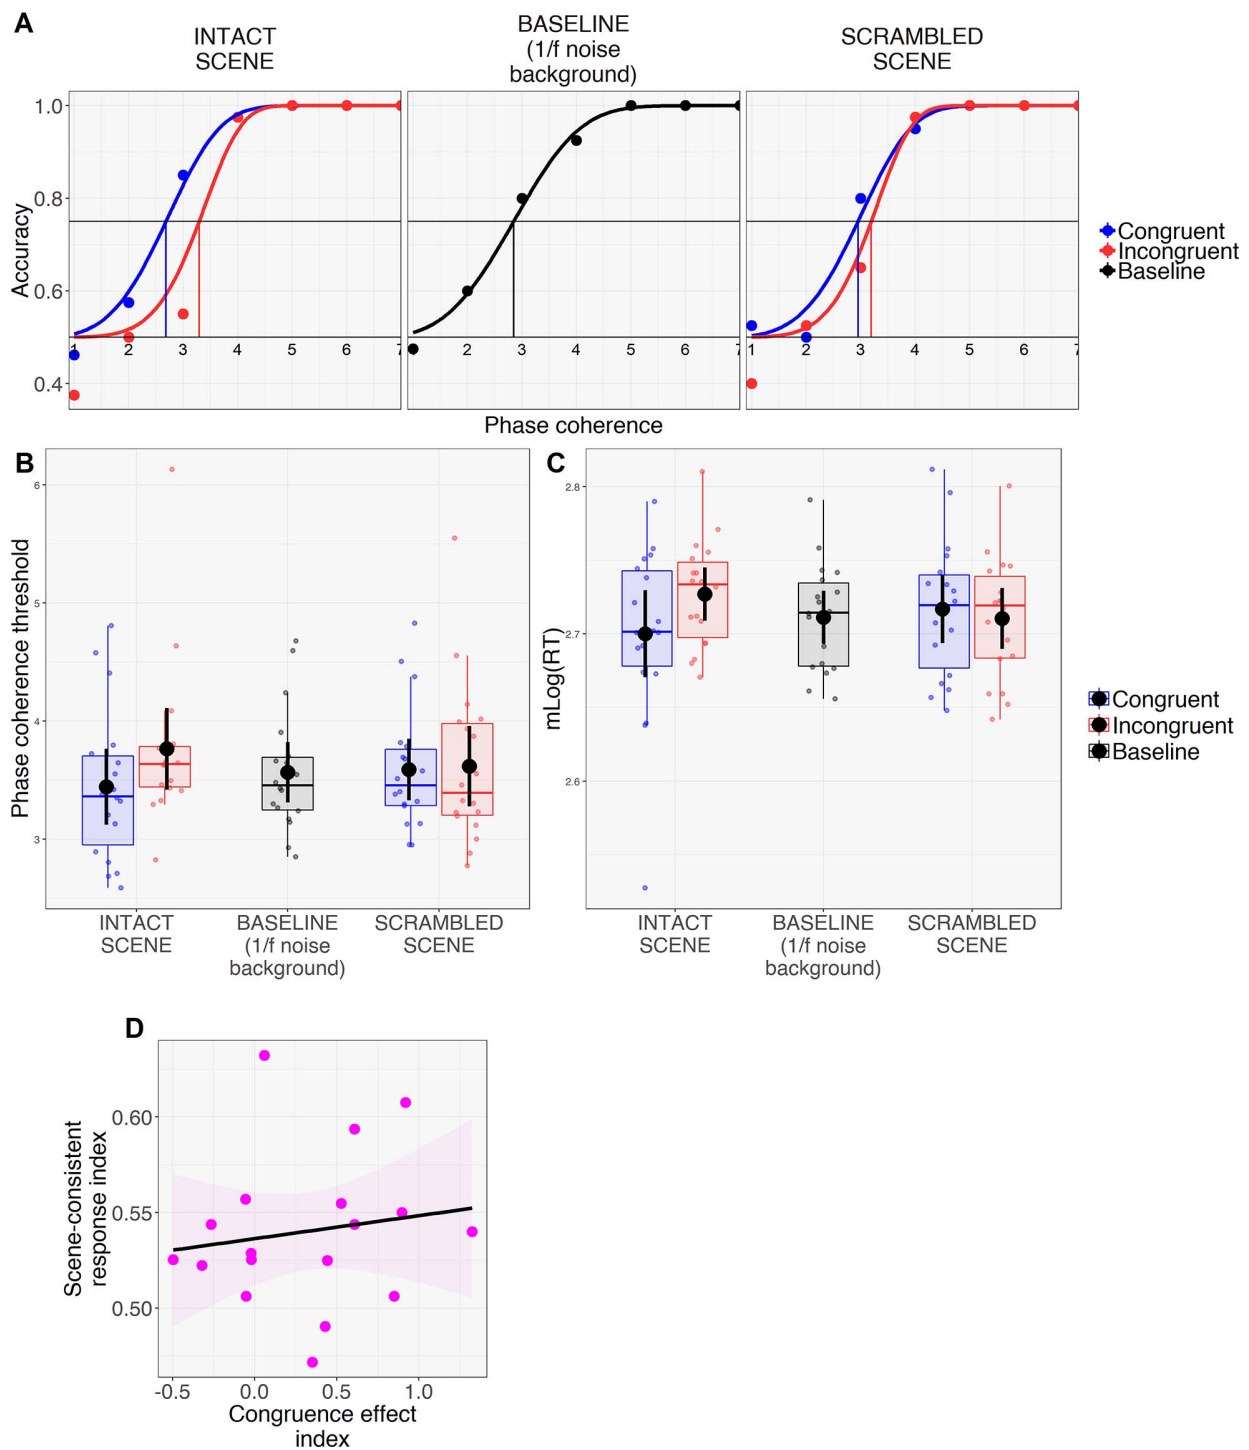 A
INTACT
SCENE
BASELINE
(1/f noise
background)
SCRAMBLED
SCENE
Accuracy
1.0
0.8
0.6
0.4
1 2 3 4 5 6 7
2 3 4 5 6 7
1 2 3 4 5 6 7
Phase coherence
Congruent
Incongruent
Baseline
B
Phase coherence threshold
6
5
4
3
INTACT
SCENE
BASELINE
(1/f noise
background)
SCRAMBLED
SCENE
C
mLog(RT)
2.8
2.7
2.6
INTACT
SCENE
BASELINE
(1/f noise
background)
SCRAMBLED
SCENE
Congruent
Incongruent
Baseline
D
Scene-consistent
response index
0.60
0.55
0.50
-0.5 0.0 0.5 1.0
Congruence effect
index